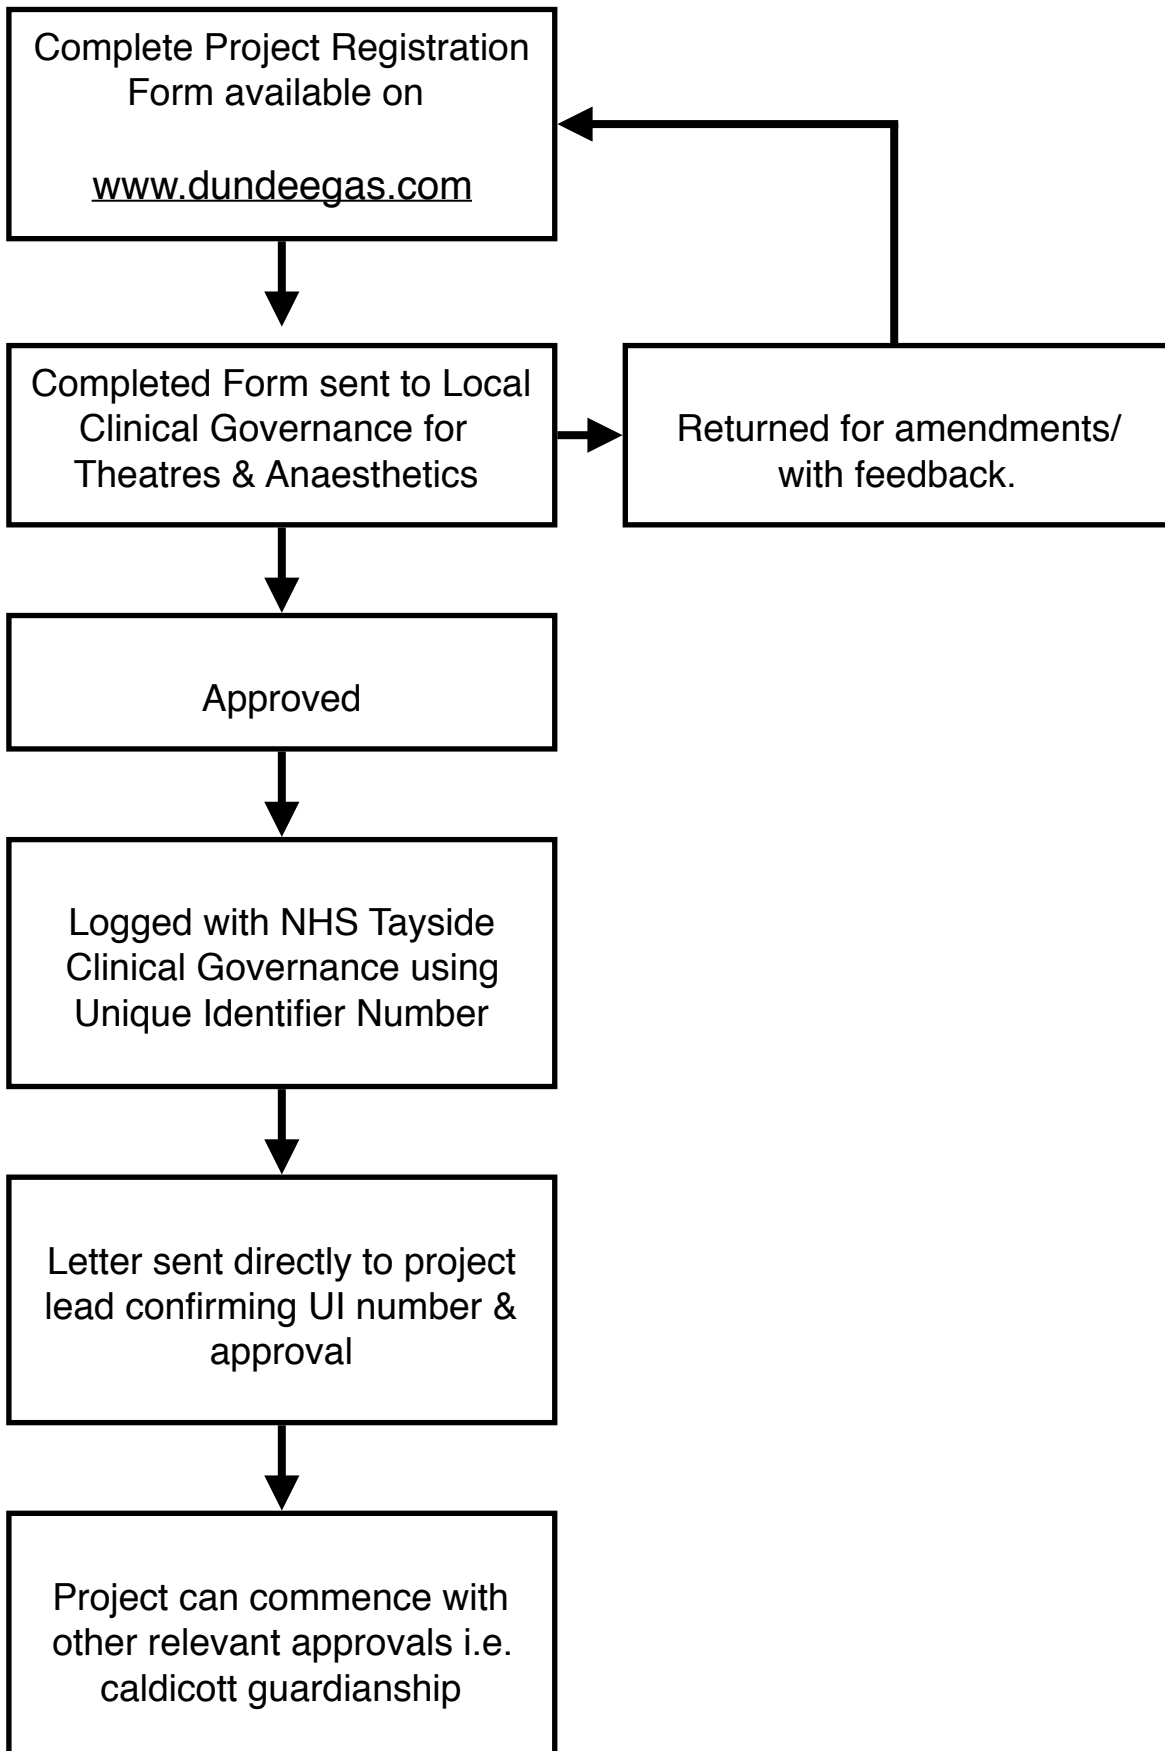 Complete Project Registration
Form available on
www.dundeegas.com
Completed Form sent to Local
Clinical Governance for
Theatres & Anaesthetics
Returned for amendments/
with feedback.
Approved
Logged with NHS Tayside
Clinical Governance using
Unique Identifier Number
Letter sent directly to project
lead confirming UI number &
approval
Project can commence with
other relevant approvals i.e.
caldicott guardianship